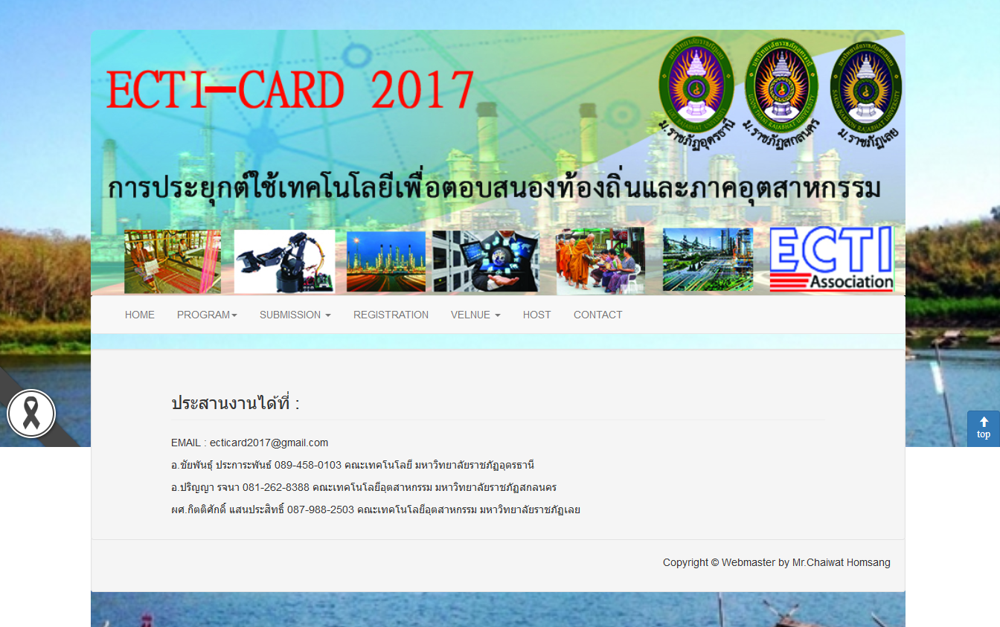 ECTI-CARD 2017
ม.ราชภัฏอุดรธานี
ม.ราชภัฏสกลนคร
ม.ราชภัฏเลย
การประยุกต์ใช้เทคโนโลยีเพื่อตอบสนองท้องถิ่นและภาคอุตสาหกรรม
ECTI
Association
HOME PROGRAM SUBMISSION REGISTRATION VELNUE HOST CONTACT
ประสานงานได้ที่ :
EMAIL : ecticard2017@gmail.com
อ.ชัยพันธุ์ ประการะพันธ์ 089-458-0103 คณะเทคโนโลยี มหาวิทยาลัยราชภัฏอุดรธานี
อ.ปริญญา รจนา 081-262-8388 คณะเทคโนโลยีอุตสาหกรรม มหาวิทยาลัยราชภัฏสกลนคร
ผศ.กิตติศักดิ์ แสนประสิทธิ์ 087-988-2503 คณะเทคโนโลยีอุตสาหกรรม มหาวิทยาลัยราชภัฏเลย
top
Copyright © Webmaster by Mr.Chaiwat Homsang